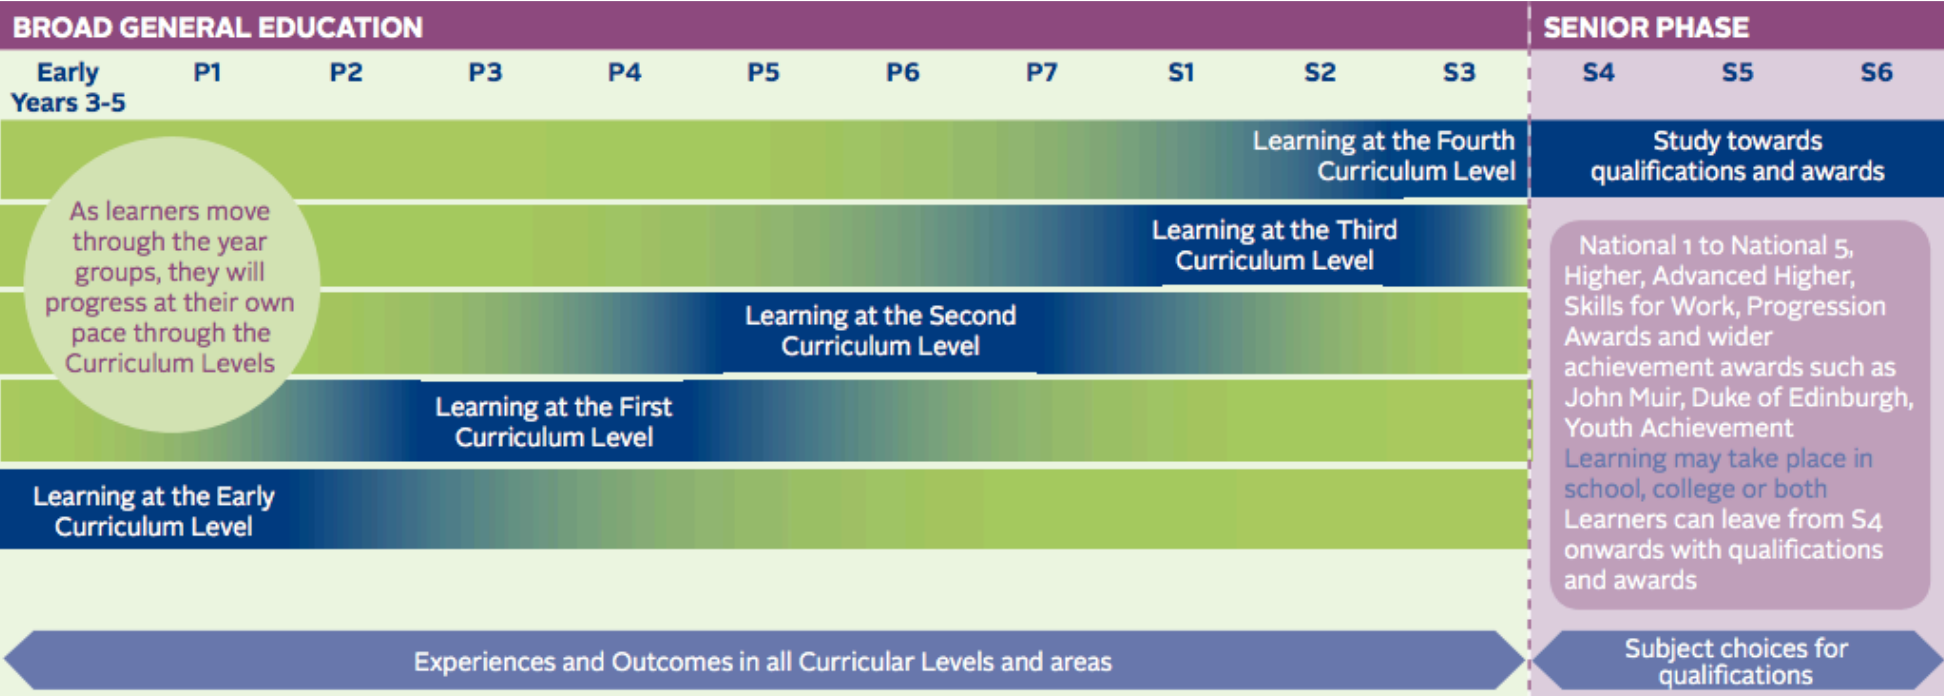 BROAD GENERAL EDUCATION
SENIOR PHASE
Early
Years 3-5
P1
P2
P3
P4
P5
P6
P7
S1
S2
S3
S4
S5
S6
Learning at the Fourth
Curriculum Level
Study towards
qualifications and awards
As learners move
through the year
groups, they will
progress at their own
pace through the
Curriculum Levels
Learning at the Third
Curriculum Level
Learning at the Second
Curriculum Level
Learning at the First
Curriculum Level
Learning at the Early
Curriculum Level
National 1 to National 5,
Higher, Advanced Higher,
Skills for Work, Progression
Awards and wider
achievement awards such as
John Muir, Duke of Edinburgh,
Youth Achievement
Learning may take place in
school, college or both
Learners can leave from S4
onwards with qualifications
and awards
Experiences and Outcomes in all Curricular Levels and areas
Subject choices for
qualifications